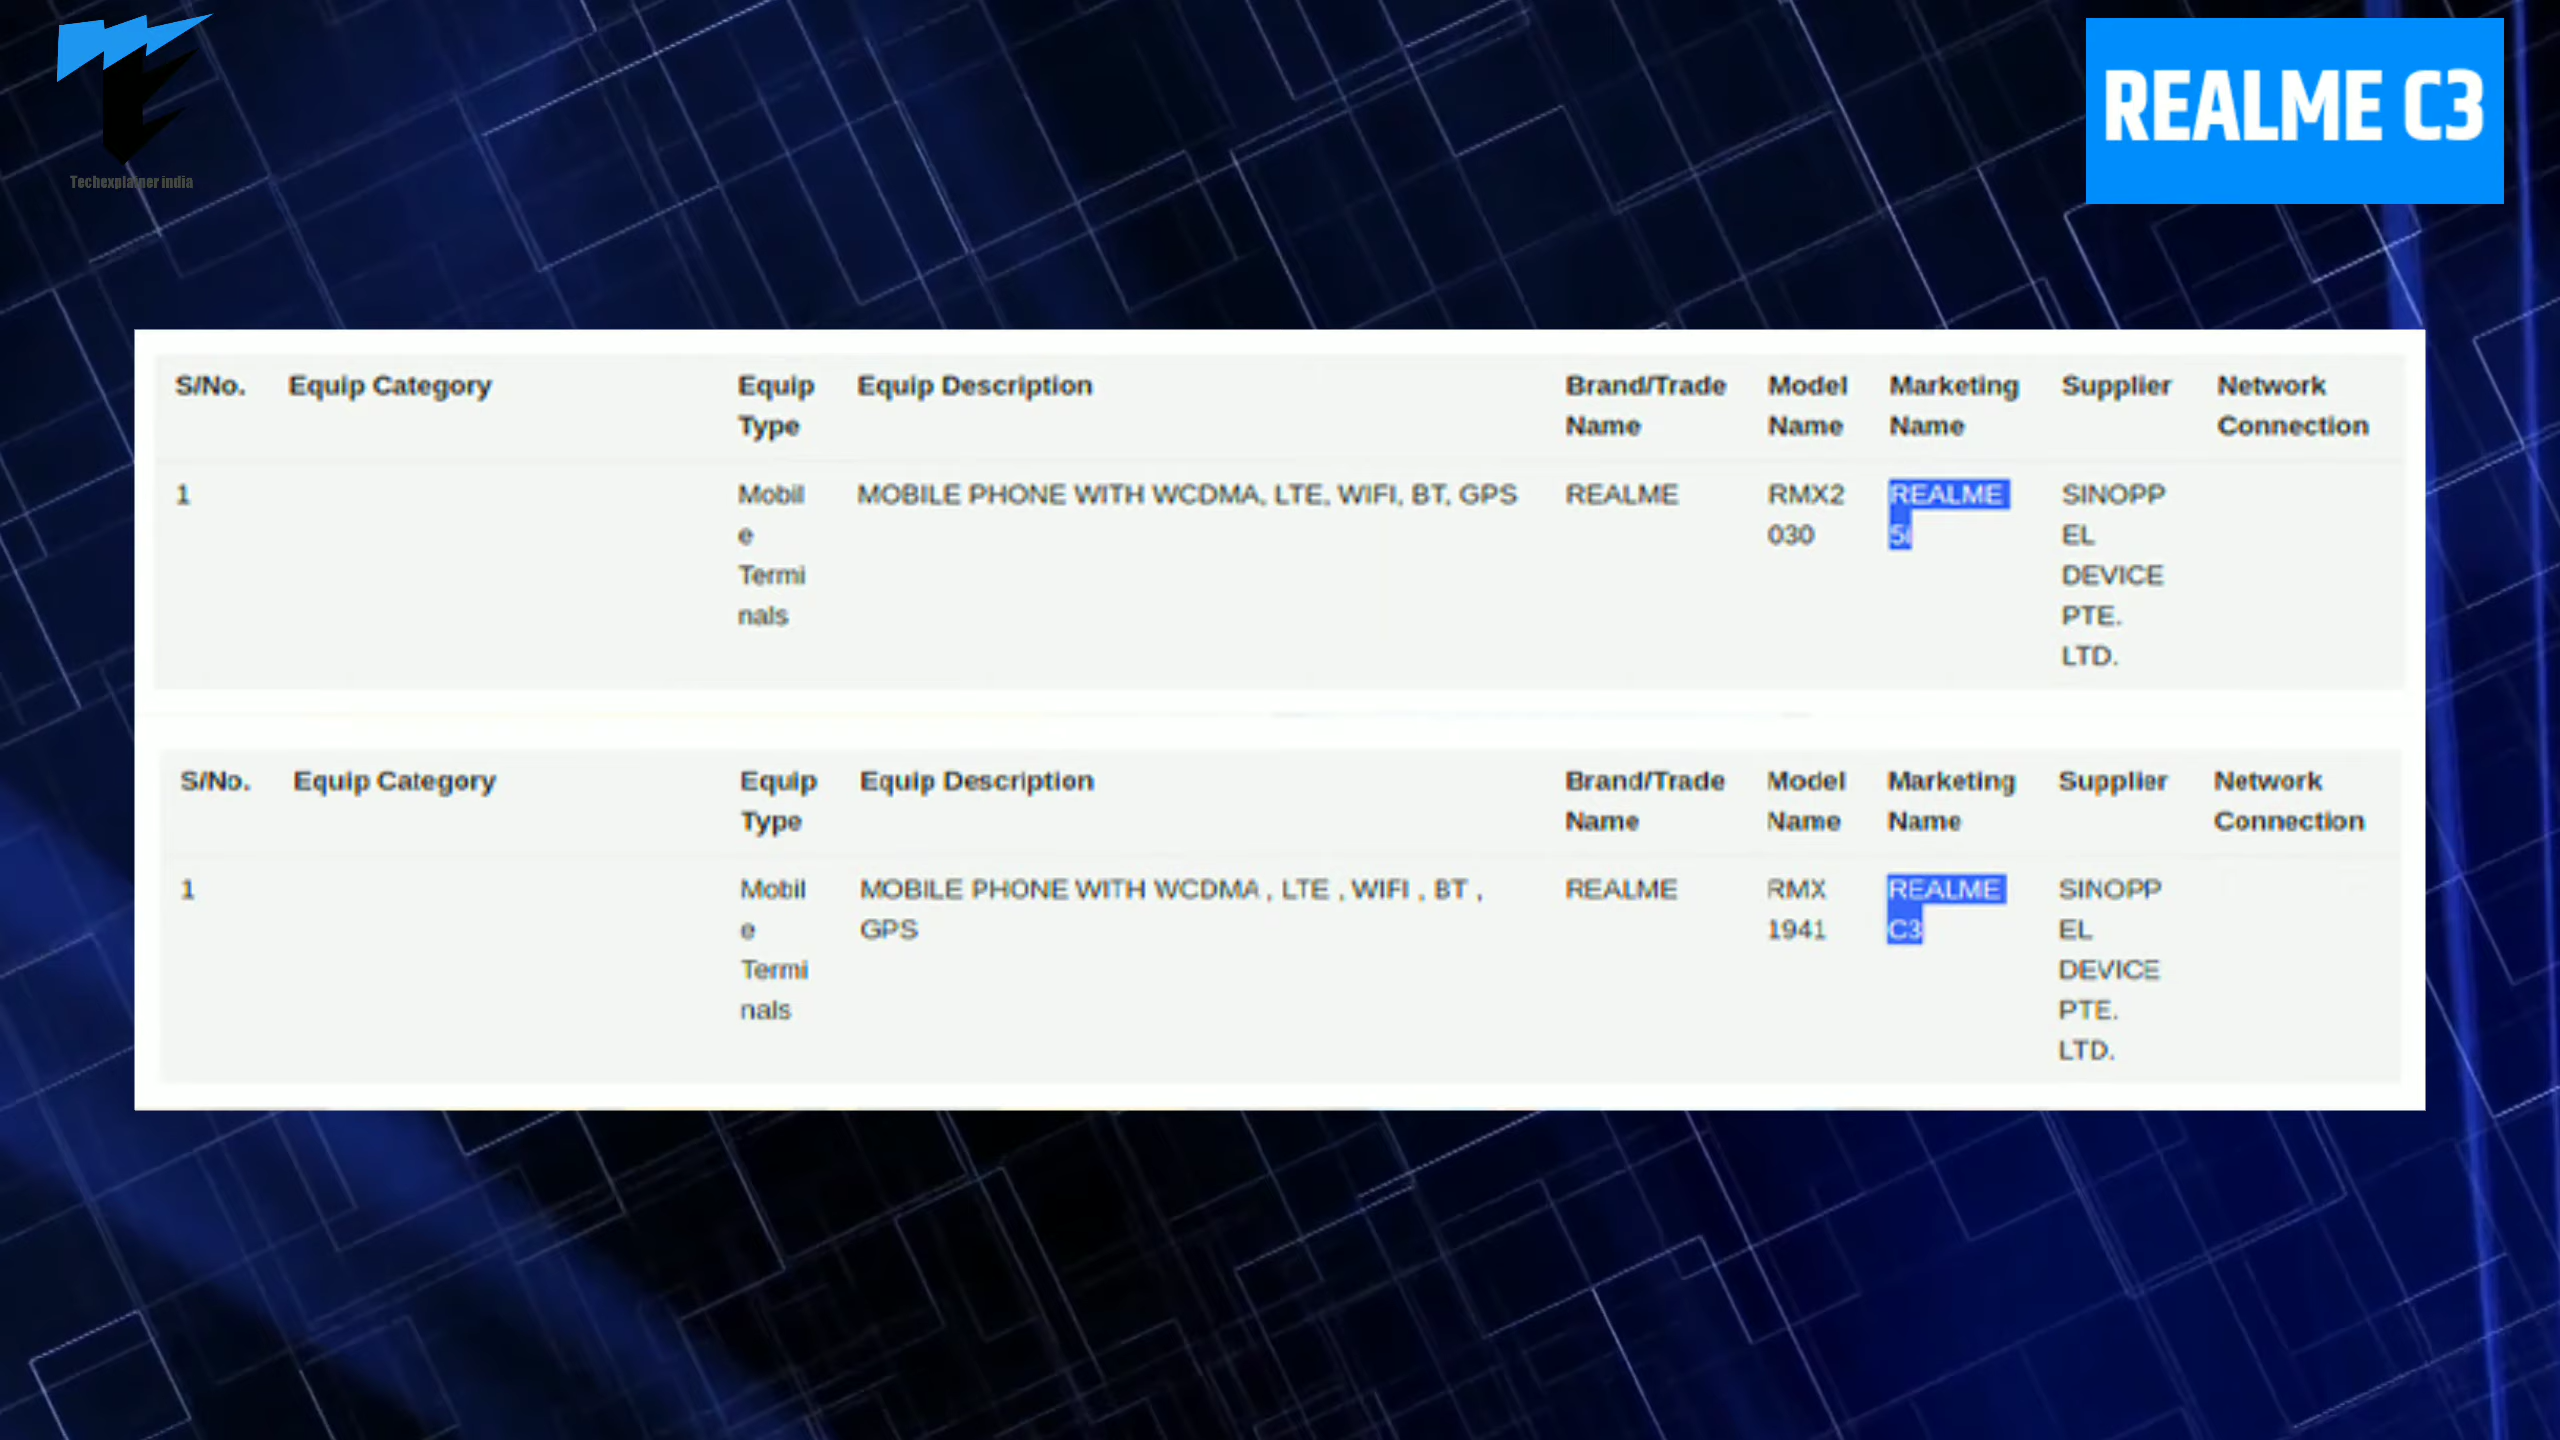 Techexplainer india
REALME C3
S/No. Equip Category Equip Type Equip Description Brand/Trade Name Model Name Marketing Name Supplier Network Connection
1 Mobil e Termi nals MOBILE PHONE WITH WCDMA, LTE, WIFI, BT, GPS REALME RMX2 030 REALME 5i SINOPP EL DEVICE PTE. LTD.
S/No. Equip Category Equip Type Equip Description Brand/Trade Name Model Name Marketing Name Supplier Network Connection
1 Mobil e Termi nals MOBILE PHONE WITH WCDMA , LTE , WIFI , BT , GPS REALME RMX 1941 REALME C3 SINOPP EL DEVICE PTE. LTD.